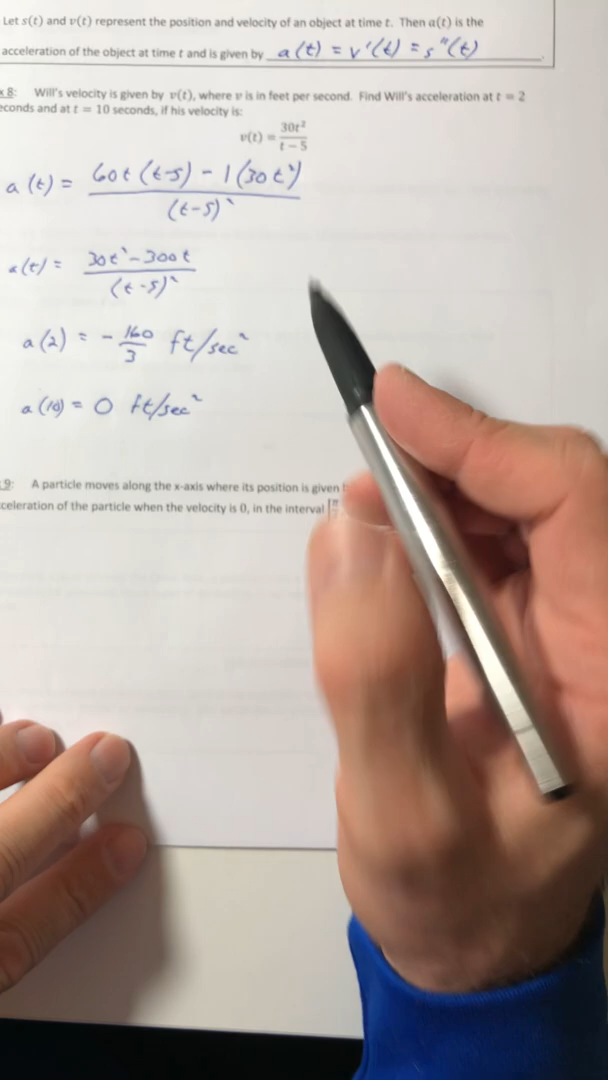 Let s(t) and v(t) represent the position and velocity of an object at time t. Then a(t) is the
acceleration of the object at time t and is given by a(t) = v'(t) = s"(t) .
x 8: Will's velocity is given by v(t), where v is in feet per second. Find Will's acceleration at t = 2
econds and at t = 10 seconds, if his velocity is:
v(t) = 30t²/(t − 5)
a(t) = (60t(t-5) - 1(30t²))/(t-5)²
a(t) = (30t² - 300t)/(t-5)²
a(2) = - 160/3 ft/sec²
a(10) = 0 ft/sec²
9: A particle moves along the x-axis where its position is given
celeration of the particle when the velocity is 0, in the interval